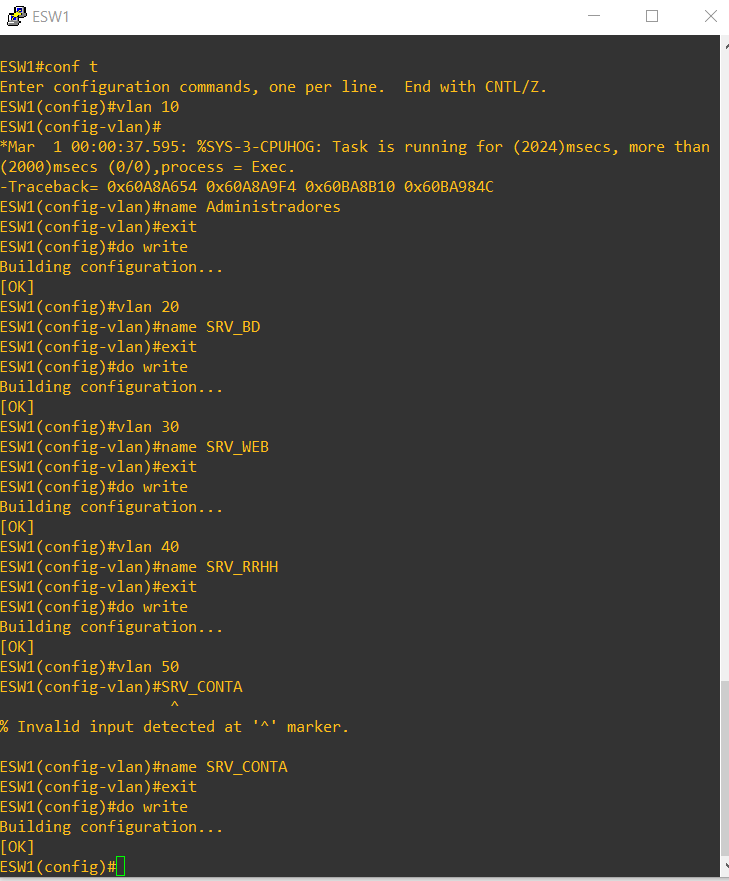 ESW1
ESW1#conf t
Enter configuration commands, one per line.  End with CNTL/Z.
ESW1(config)#vlan 10
ESW1(config-vlan)#
*Mar  1 00:00:37.595: %SYS-3-CPUHOG: Task is running for (2024)msecs, more than
(2000)msecs (0/0),process = Exec.
-Traceback= 0x60A8A654 0x60A8A9F4 0x60BA8B10 0x60BA984C
ESW1(config-vlan)#name Administradores
ESW1(config-vlan)#exit
ESW1(config)#do write
Building configuration...
[OK]
ESW1(config)#vlan 20
ESW1(config-vlan)#name SRV_BD
ESW1(config-vlan)#exit
ESW1(config)#do write
Building configuration...
[OK]
ESW1(config)#vlan 30
ESW1(config-vlan)#name SRV_WEB
ESW1(config-vlan)#exit
ESW1(config)#do write
Building configuration...
[OK]
ESW1(config)#vlan 40
ESW1(config-vlan)#name SRV_RRHH
ESW1(config-vlan)#exit
ESW1(config)#do write
Building configuration...
[OK]
ESW1(config)#vlan 50
ESW1(config-vlan)#SRV_CONTA
                   ^
% Invalid input detected at '^' marker.
ESW1(config-vlan)#name SRV_CONTA
ESW1(config-vlan)#exit
ESW1(config)#do write
Building configuration...
[OK]
ESW1(config)#